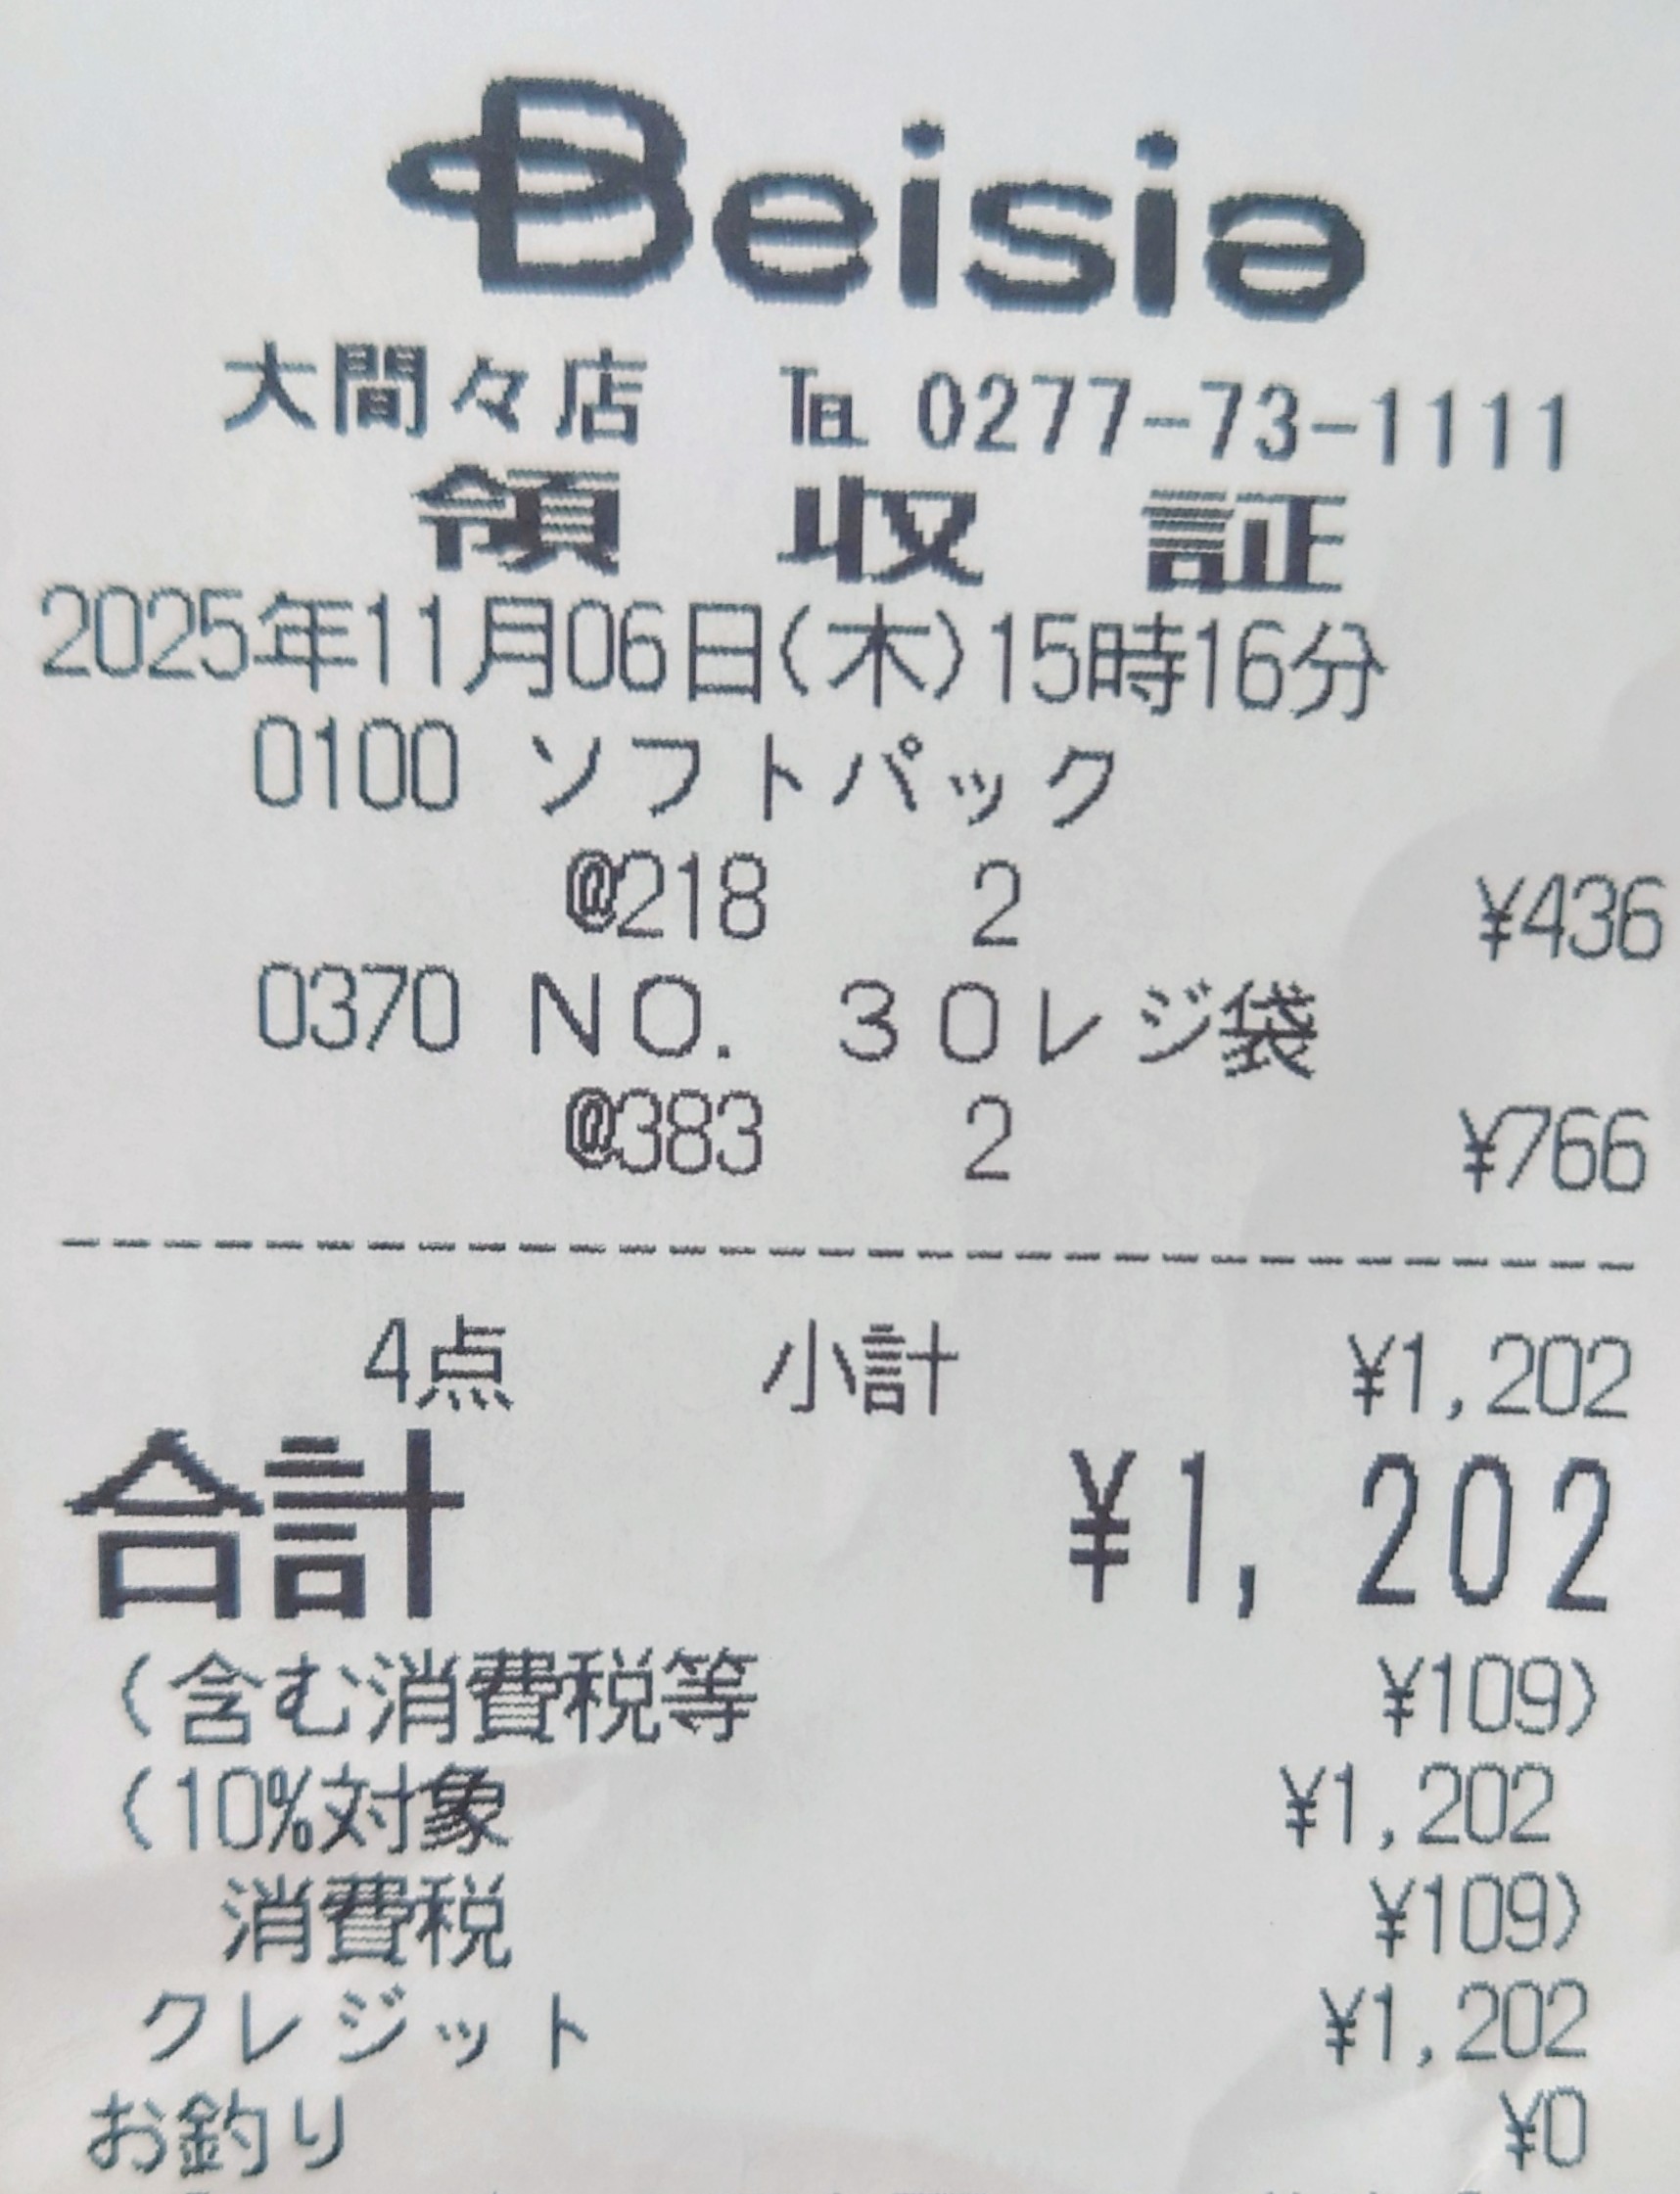 Beisia
大間々店 ℡ 0277-73-1111
領収証
2025年11月06日(木)15時16分
0100 ソフトパック
@218 2 ¥436
0370 NO. 30レジ袋
@383 2 ¥766
--------------------------------
4点 小計 ¥1,202
合計 ¥1,202
(含む消費税等 ¥109)
(10%対象 ¥1,202
消費税 ¥109)
クレジット ¥1,202
お釣り ¥0